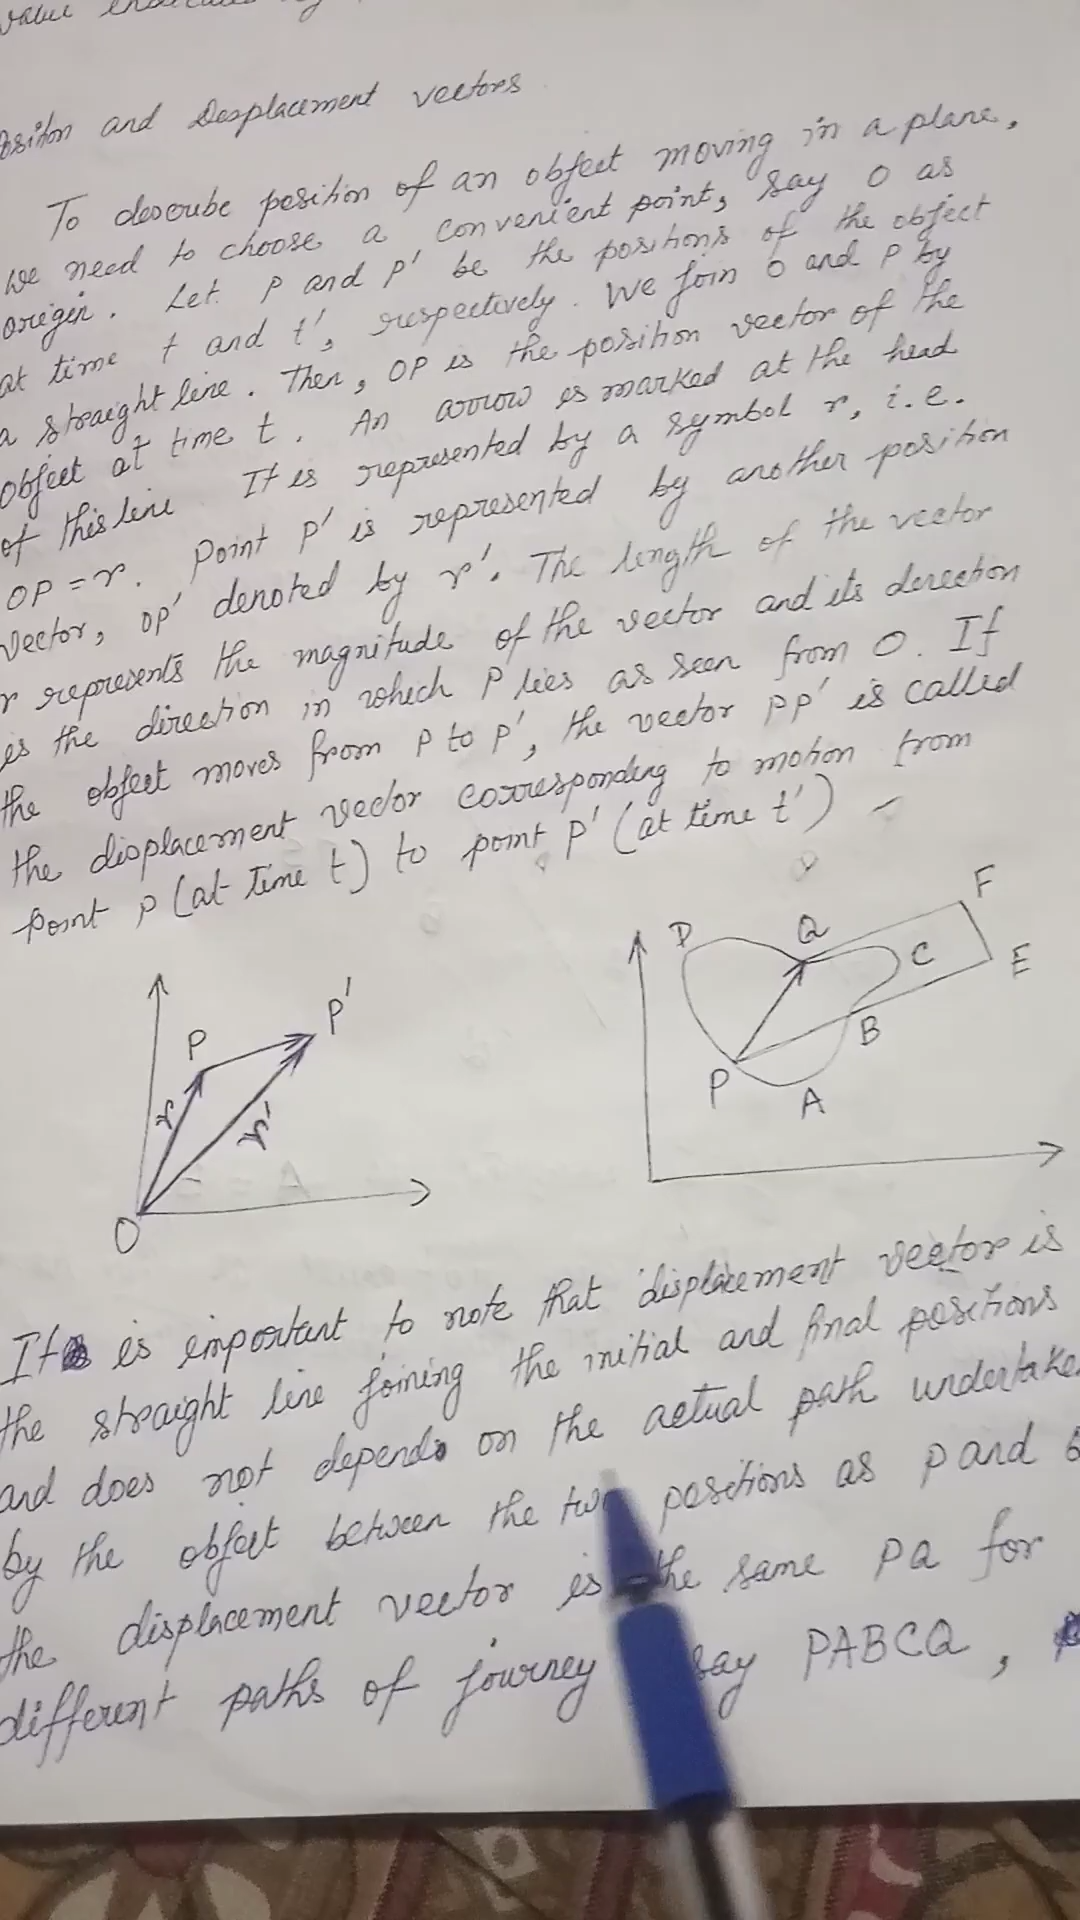 value indicated by
osition and Desplacement vectors
To describe position of an object moving in a plane,
we need to choose a convenient point, say O as
origin. Let P and P' be the positions of the object
at time t and t', respectively. We join O and P by
a straight line. Then, OP is the position vector of the
object at time t. An arrow is marked at the head
of this line It is represented by a symbol r, i.e.
OP = r. Point P' is represented by another position
vector, OP' denoted by r'. The length of the vector
r represents the magnitude of the vector and its derection
es the direction in which P lies as seen from O. If
the object moves from P to P', the vector PP' is called
the displacement vector corresponding to motion from
point P (at time t) to point P' (at time t')
P
P'
r
r'
O
D
Q
F
C
E
B
P
A
It is important to note that displacement vector is
the straight line joining the initial and final positions
and does not depend on the actual path undertake
by the object between the two positions as P and
the displacement vector is the same PQ for
different paths of journey say PABCQ,